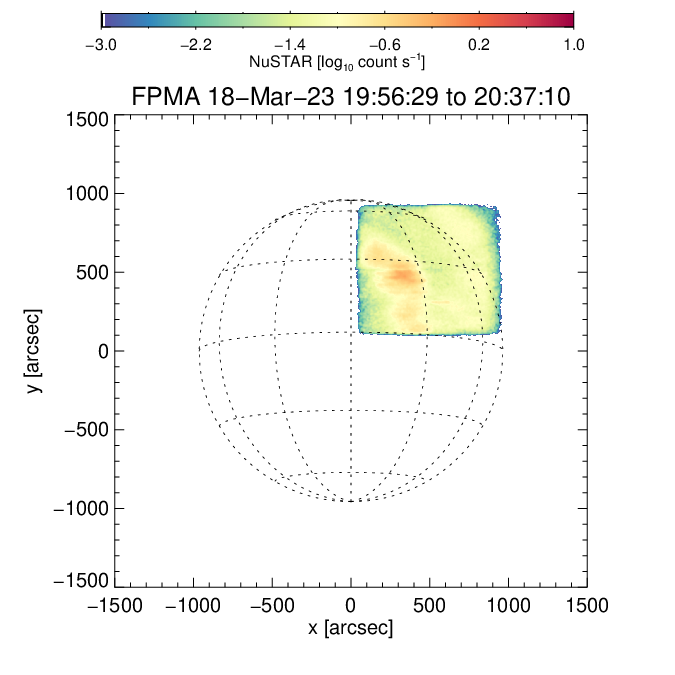 −3.0 −2.2 −1.4 −0.6 0.2 1.0
NuSTAR [log₁₀ count s⁻¹]
FPMA 18−Mar−23 19:56:29 to 20:37:10
1500
1000
500
0
−500
−1000
−1500
y [arcsec]
−1500 −1000 −500 0 500 1000 1500
x [arcsec]